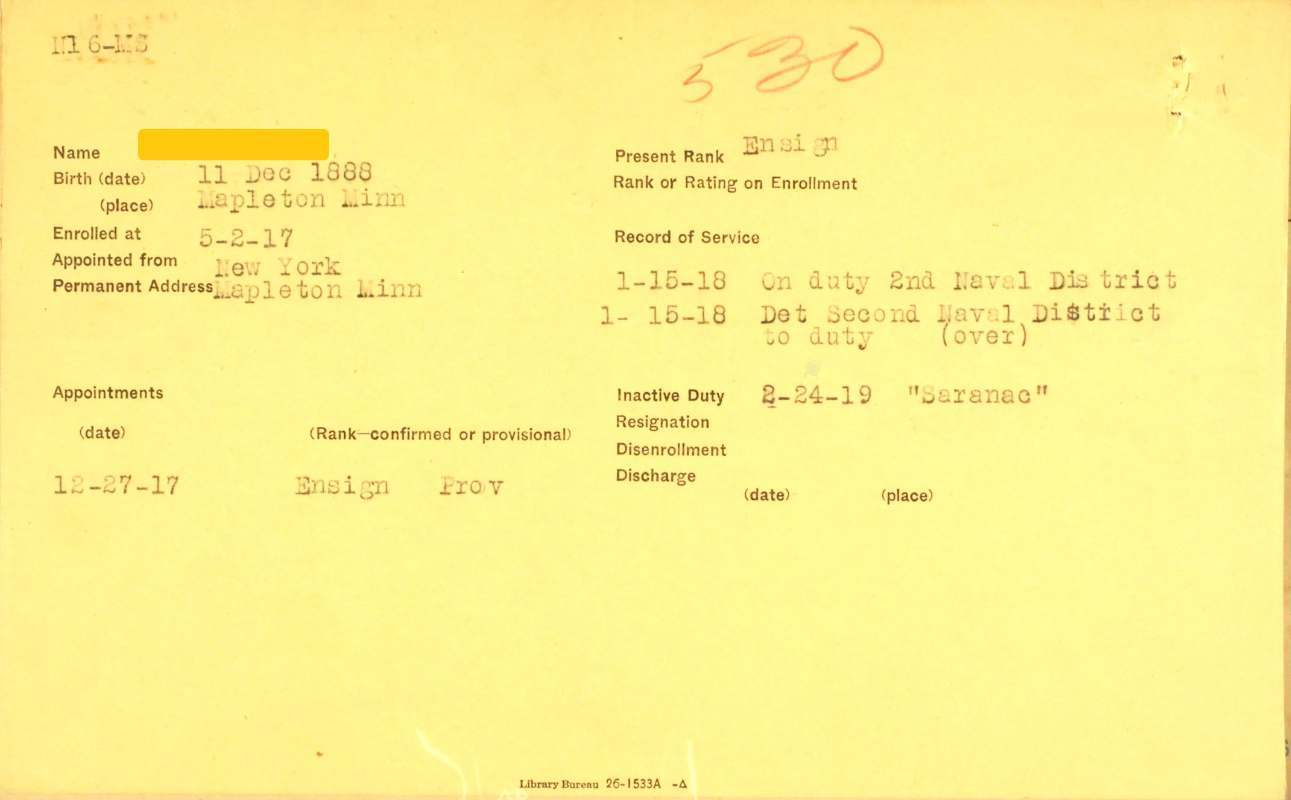 N16-MS
530
Name
Birth (date) 11 Dec 1888
(place) Mapleton Minn
Enrolled at 5-2-17
Appointed from New York
Permanent Address Mapleton Minn
Appointments
(date) (Rank—confirmed or provisional)
12-27-17 Ensign Prov
Present Rank Ensign
Rank or Rating on Enrollment
Record of Service
1-15-18 On duty 2nd Naval District
1- 15-18 Det Second Naval District
to duty (over)
Inactive Duty 2-24-19 "Saranac"
Resignation
Disenrollment
Discharge
(date) (place)
Library Bureau 26-1533A -Δ